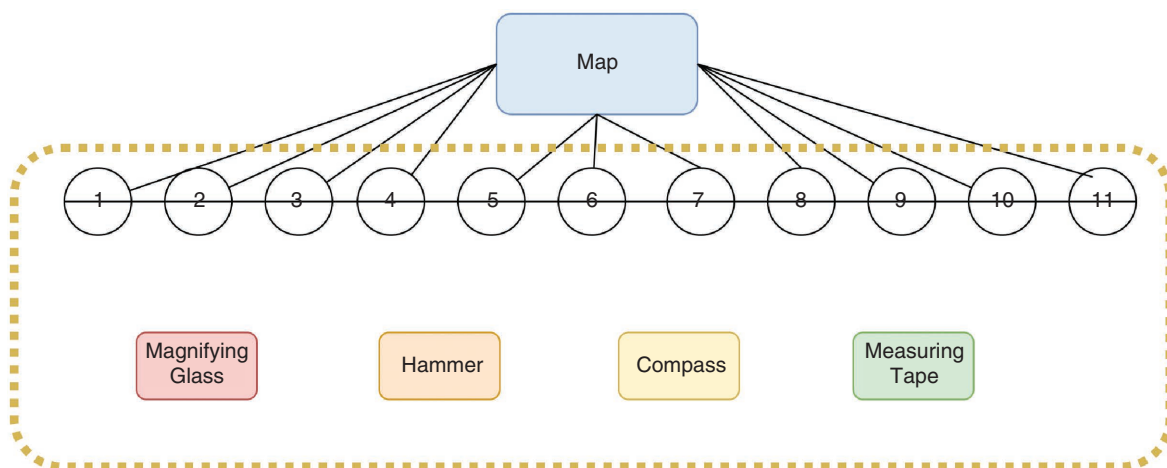 Map
1 2 3 4 5 6 7 8 9 10 11
Magnifying
Glass
Hammer
Compass
Measuring
Tape